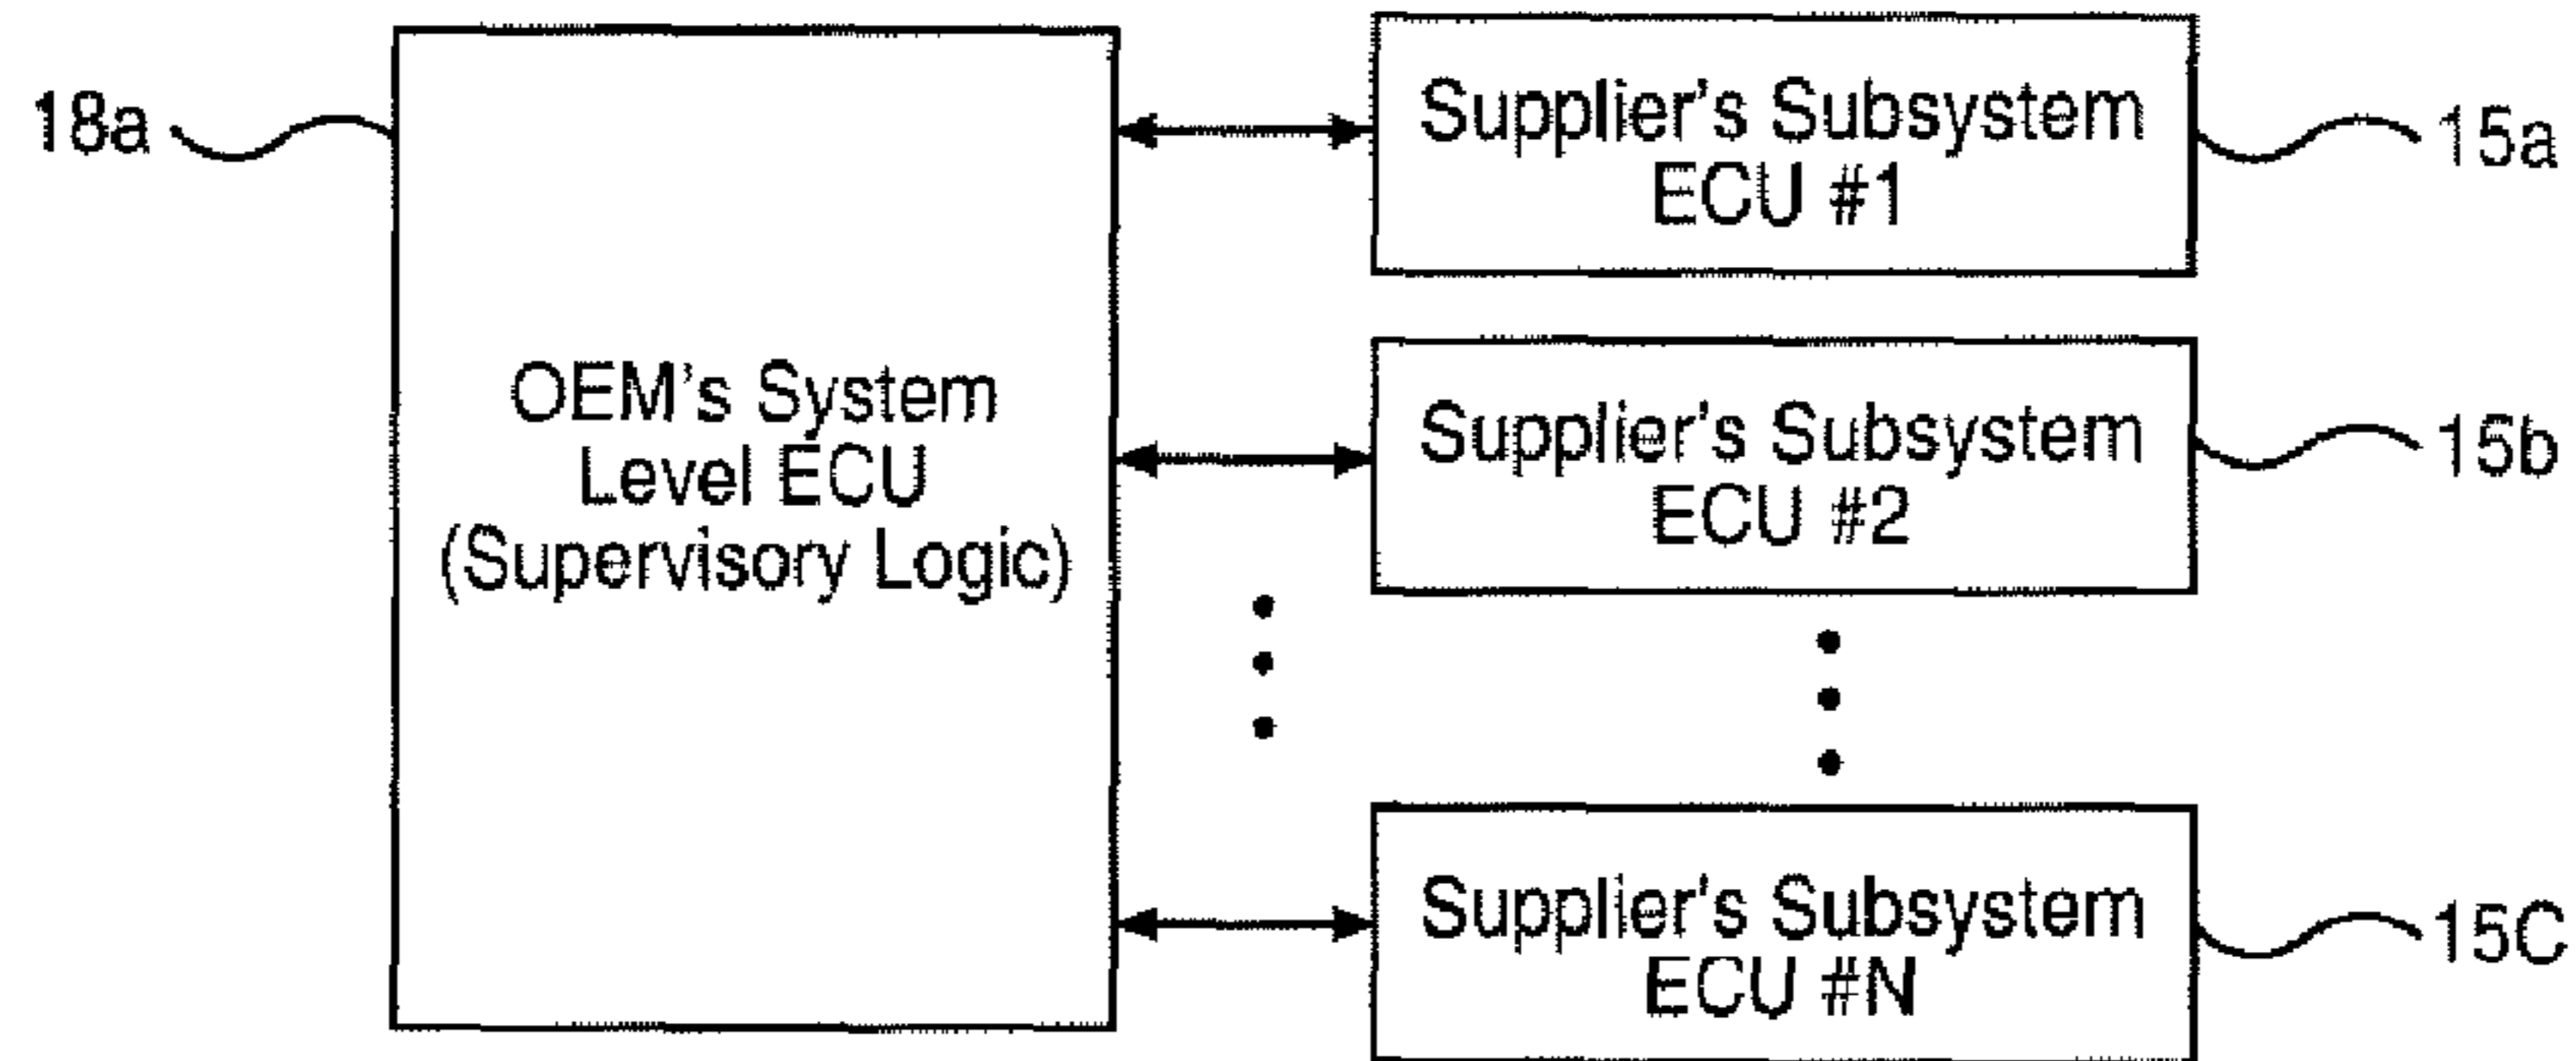 18a
OEM's System
Level ECU
(Supervisory Logic)
Supplier's Subsystem
ECU #1
15a
Supplier's Subsystem
ECU #2
15b
Supplier's Subsystem
ECU #N
15C